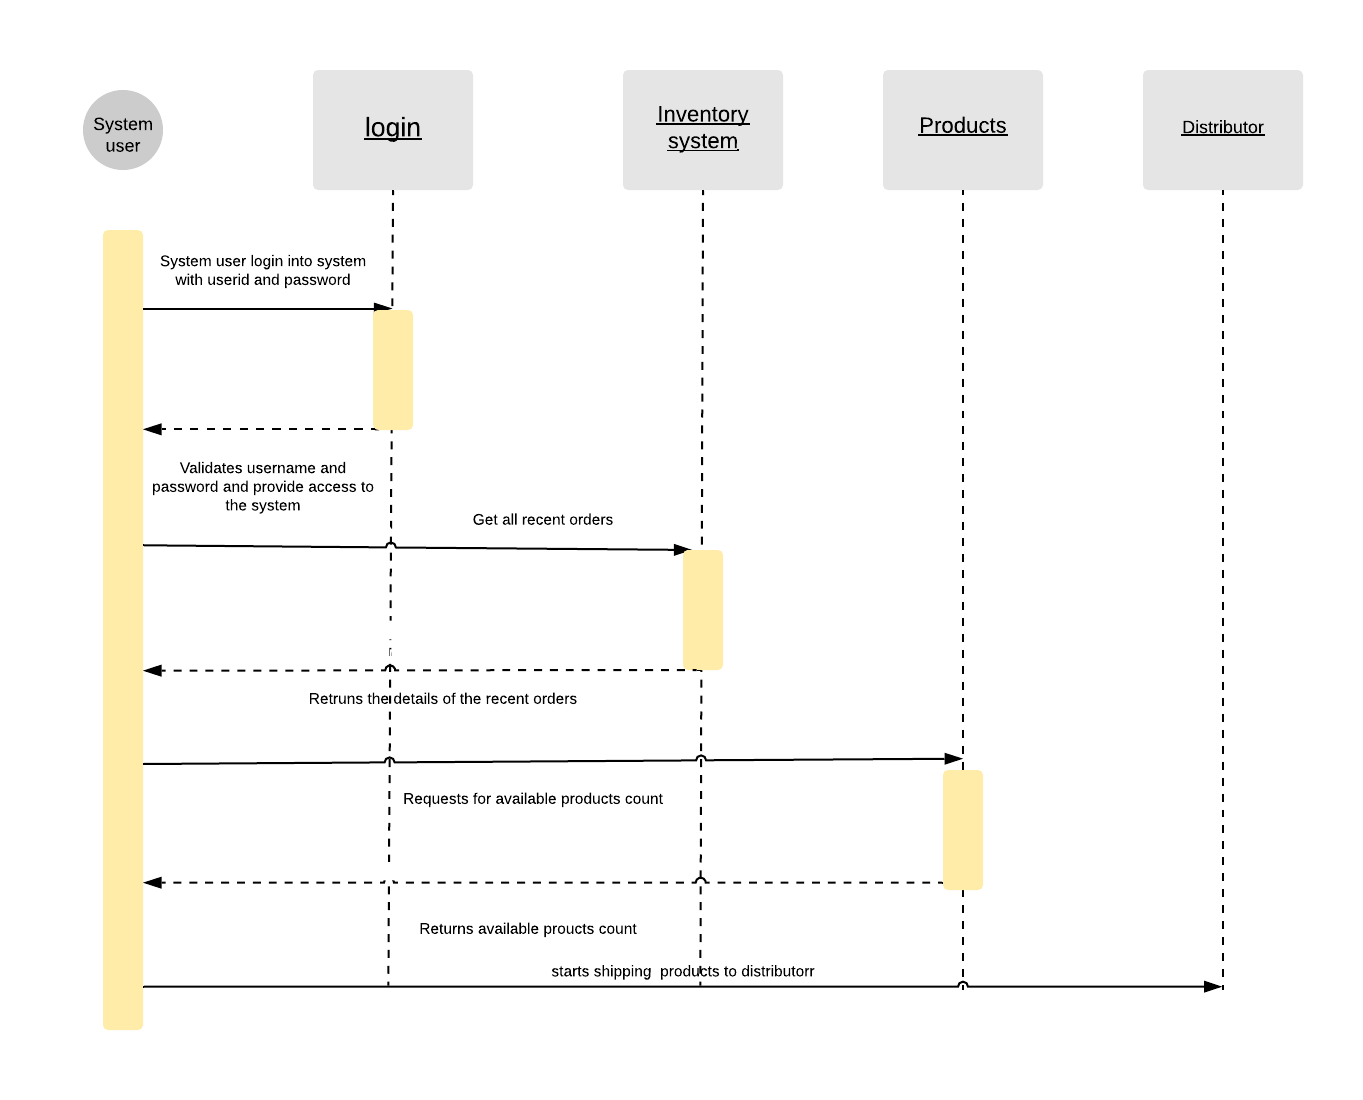 System
user
login
Inventory
system
Products
Distributor
System user login into system
with userid and password
Validates username and
password and provide access to
the system
Get all recent orders
Retruns the details of the recent orders
Requests for available products count
Returns available proucts count
starts shipping  products to distributorr